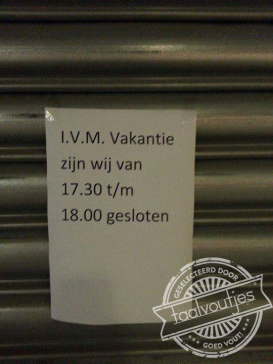 I.V.M. Vakantie
zijn wij van
17.30 t/m
18.00 gesloten
GESELECTEERD DOOR
taalvoutjes
GOED VOUT!